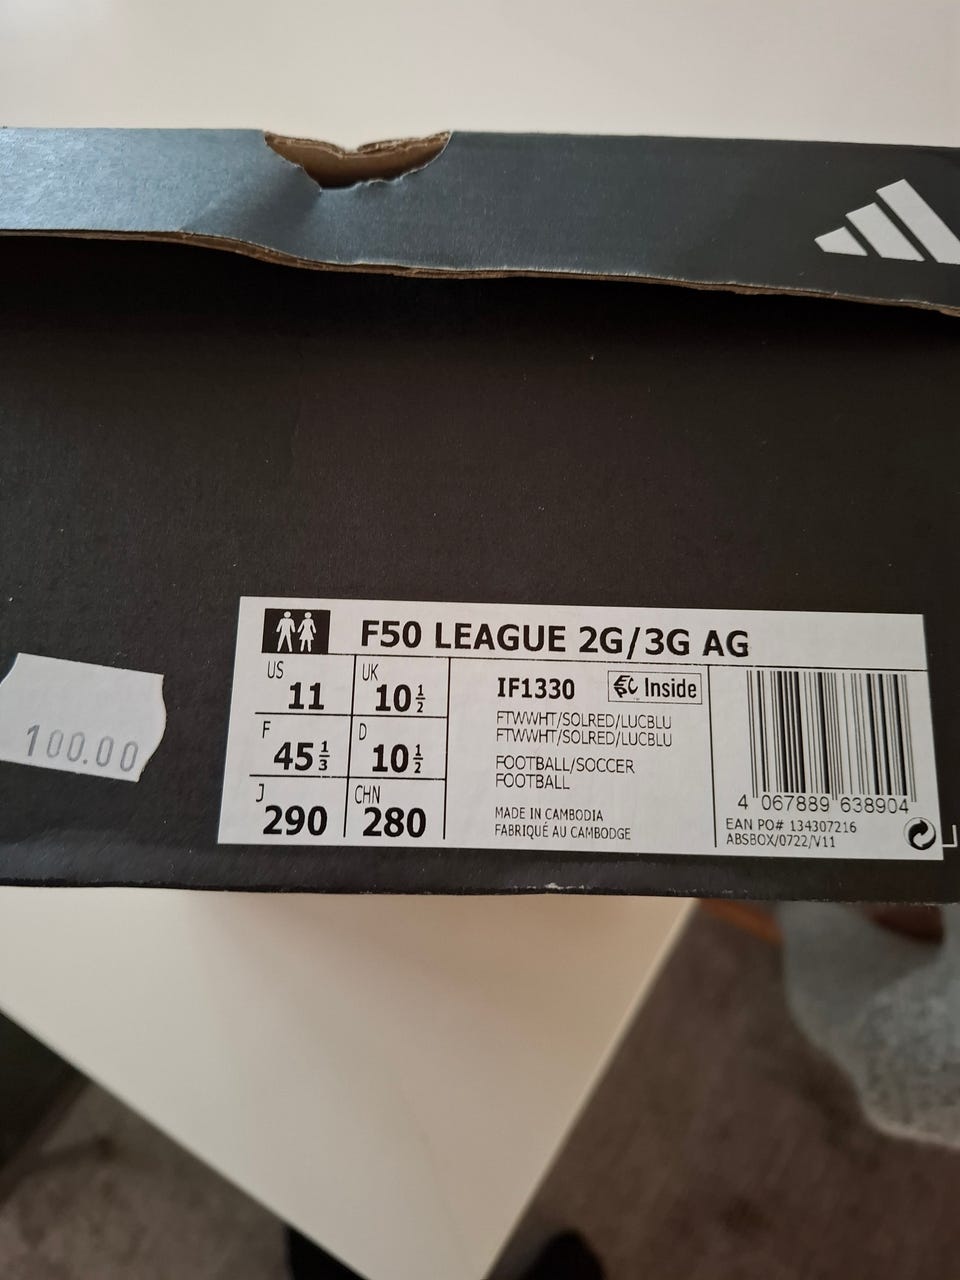 F50 LEAGUE 2G/3G AG
US 11 UK 10½
F 45⅓ D 10½
J 290 CHN 280
IF1330 Inside
FTWWHT/SOLRED/LUCBLU
FTWWHT/SOLRED/LUCBLU
FOOTBALL/SOCCER
FOOTBALL
MADE IN CAMBODIA
FABRIQUÉ AU CAMBODGE
4 067889 638904
EAN PO# 134307216
ABSBOX/0722/V11
100.00